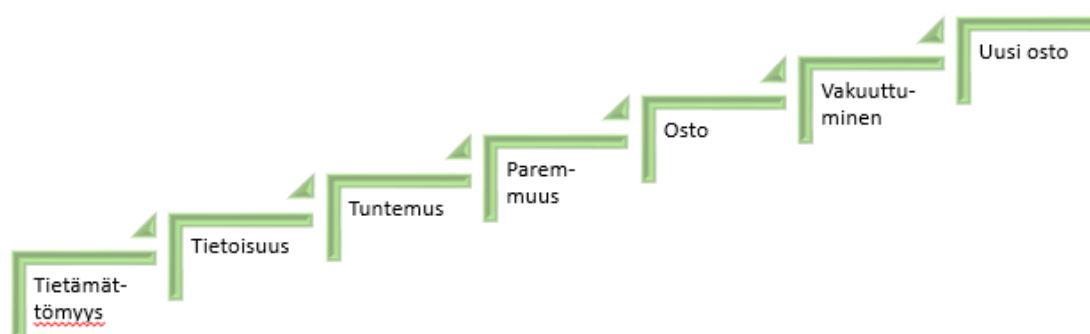 Tietämät-
tömyys
Tietoisuus
Tuntemus
Parem-
muus
Osto
Vakuuttu-
minen
Uusi osto